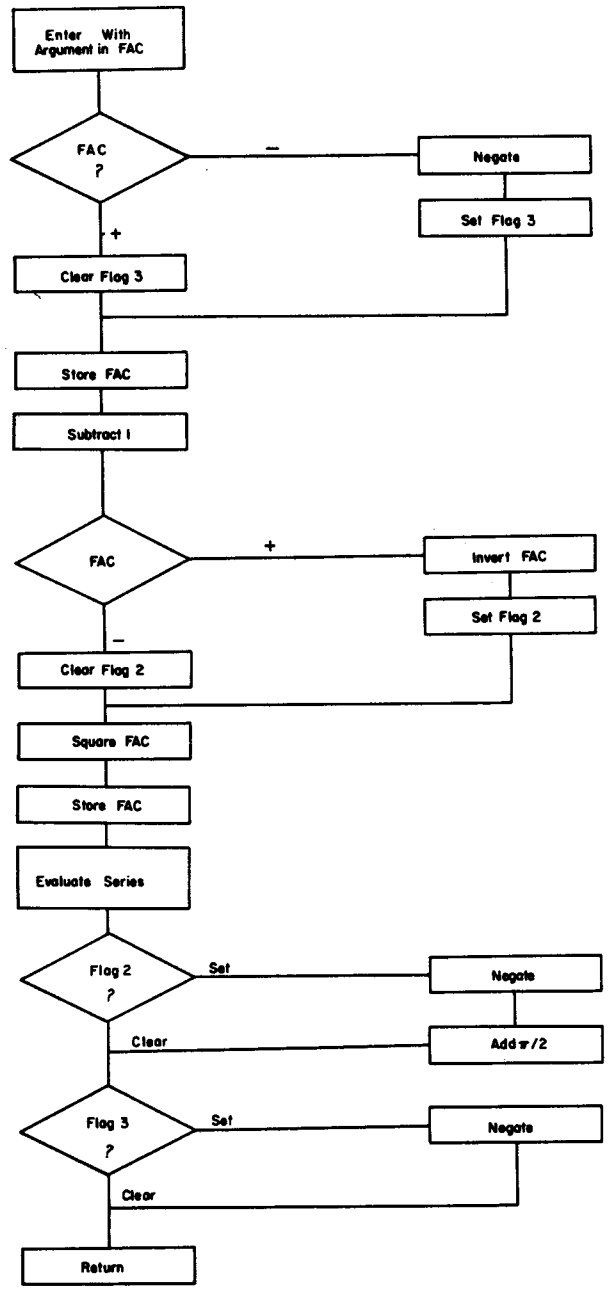 Enter With
Argument in FAC
FAC
?
−
Negate
Set Flag 3
+
Clear Flag 3
Store FAC
Subtract 1
FAC
+
Invert FAC
Set Flag 2
−
Clear Flag 2
Square FAC
Store FAC
Evaluate Series
Flag 2
?
Set
Negate
Clear
Add π/2
Flag 3
?
Set
Negate
Clear
Return